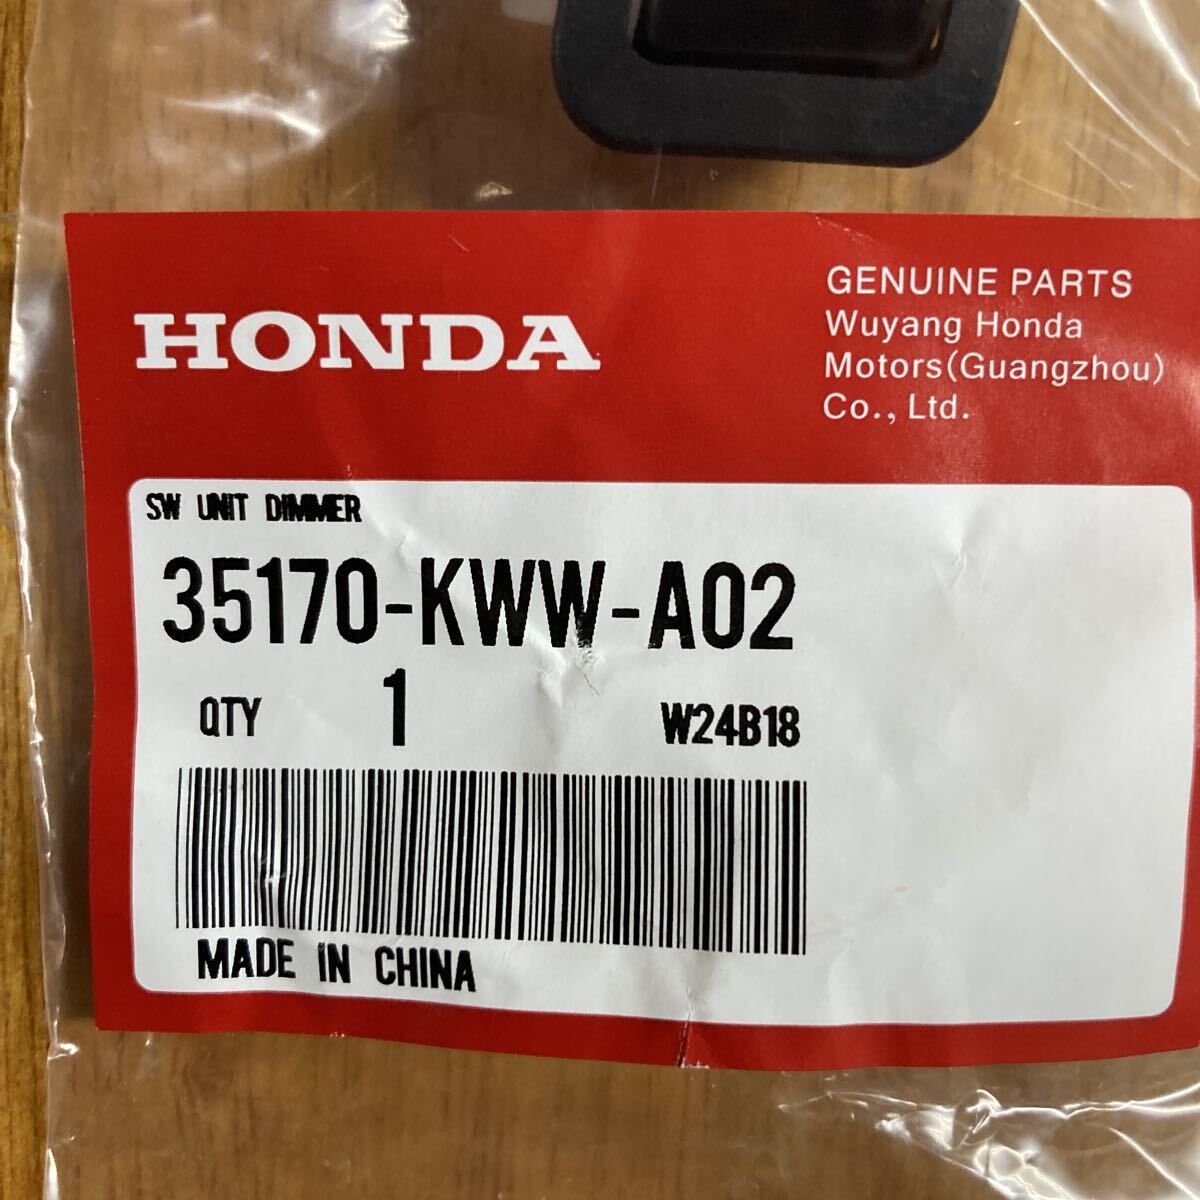 HONDA
GENUINE PARTS
Wuyang Honda
Motors(Guangzhou)
Co., Ltd.
SW UNIT DIMMER
35170-KWW-A02
QTY 1 W24B18
MADE IN CHINA